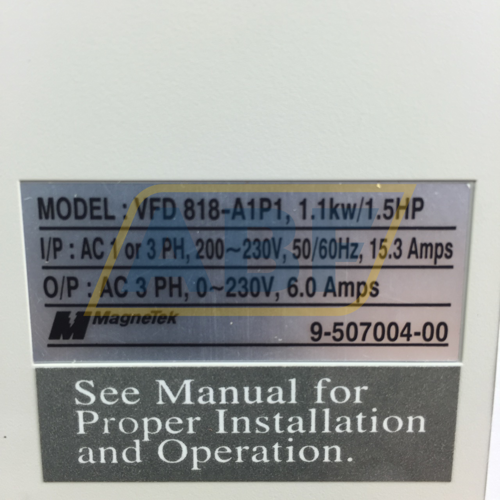 MODEL : VFD 818-A1P1, 1.1kw/1.5HP
I/P : AC 1 or 3 PH, 200~230V, 50/60Hz, 15.3 Amps
O/P : AC 3 PH, 0~230V, 6.0 Amps
MagneTek 9-507004-00
ABF
See Manual for
Proper Installation
and Operation.